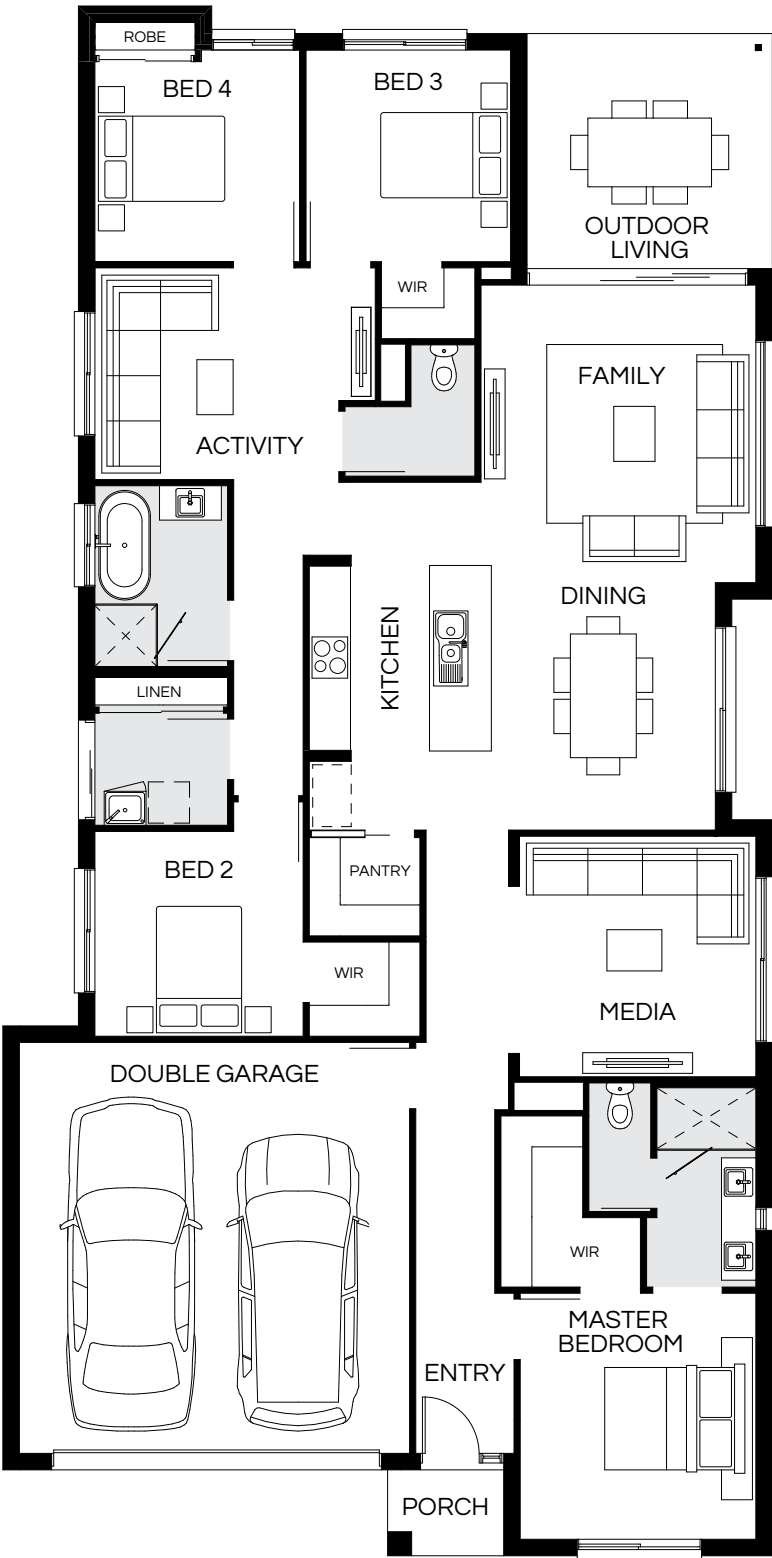 ROBE
BED 4
BED 3
OUTDOOR
LIVING
WIR
FAMILY
ACTIVITY
DINING
KITCHEN
LINEN
BED 2
PANTRY
WIR
MEDIA
DOUBLE GARAGE
WIR
MASTER
BEDROOM
ENTRY
PORCH